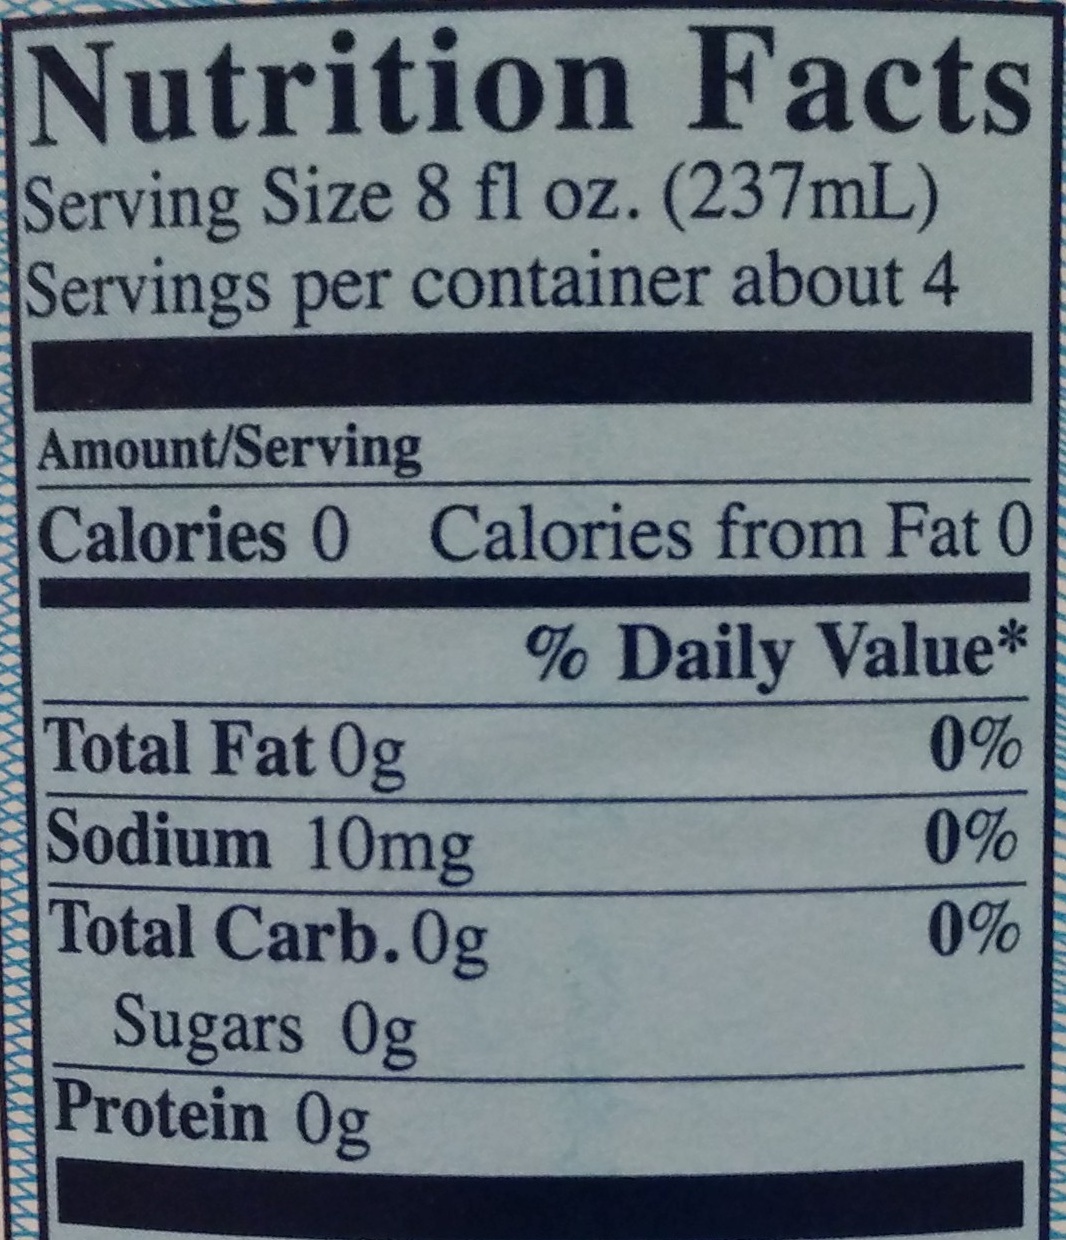 Nutrition Facts
Serving Size 8 fl oz. (237mL)
Servings per container about 4
Amount/Serving
Calories 0 Calories from Fat 0
% Daily Value*
Total Fat 0g 0%
Sodium 10mg 0%
Total Carb. 0g 0%
Sugars 0g
Protein 0g